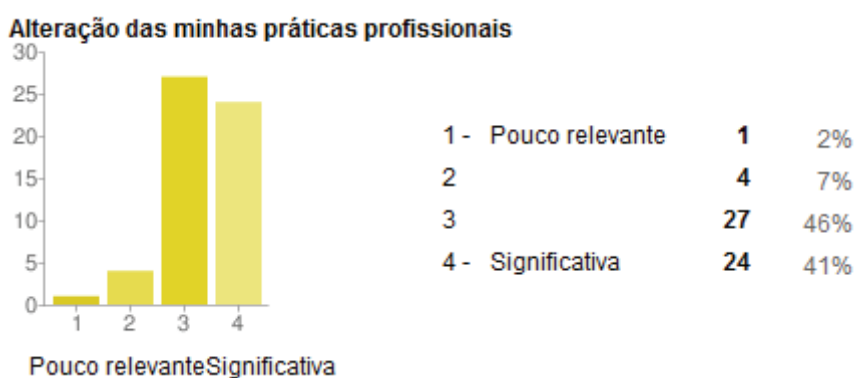 Alteração das minhas práticas profissionais
30
25
20
15
10
5
0
1 2 3 4
Pouco relevanteSignificativa
1 - Pouco relevante 1 2%
2 4 7%
3 27 46%
4 - Significativa 24 41%